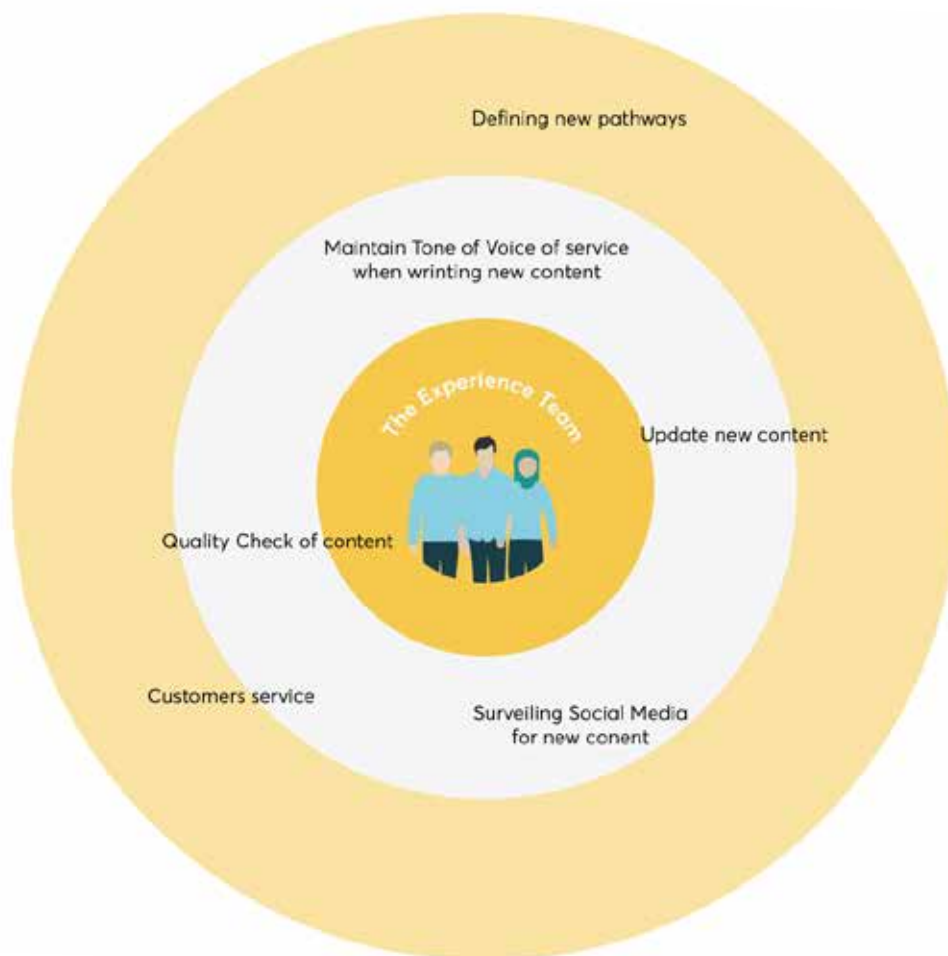 Defining new pathways
Maintain Tone of Voice of service
when wrinting new content
The Experience Team
Update new content
Quality Check of content
Customers service
Surveiling Social Media
for new conent